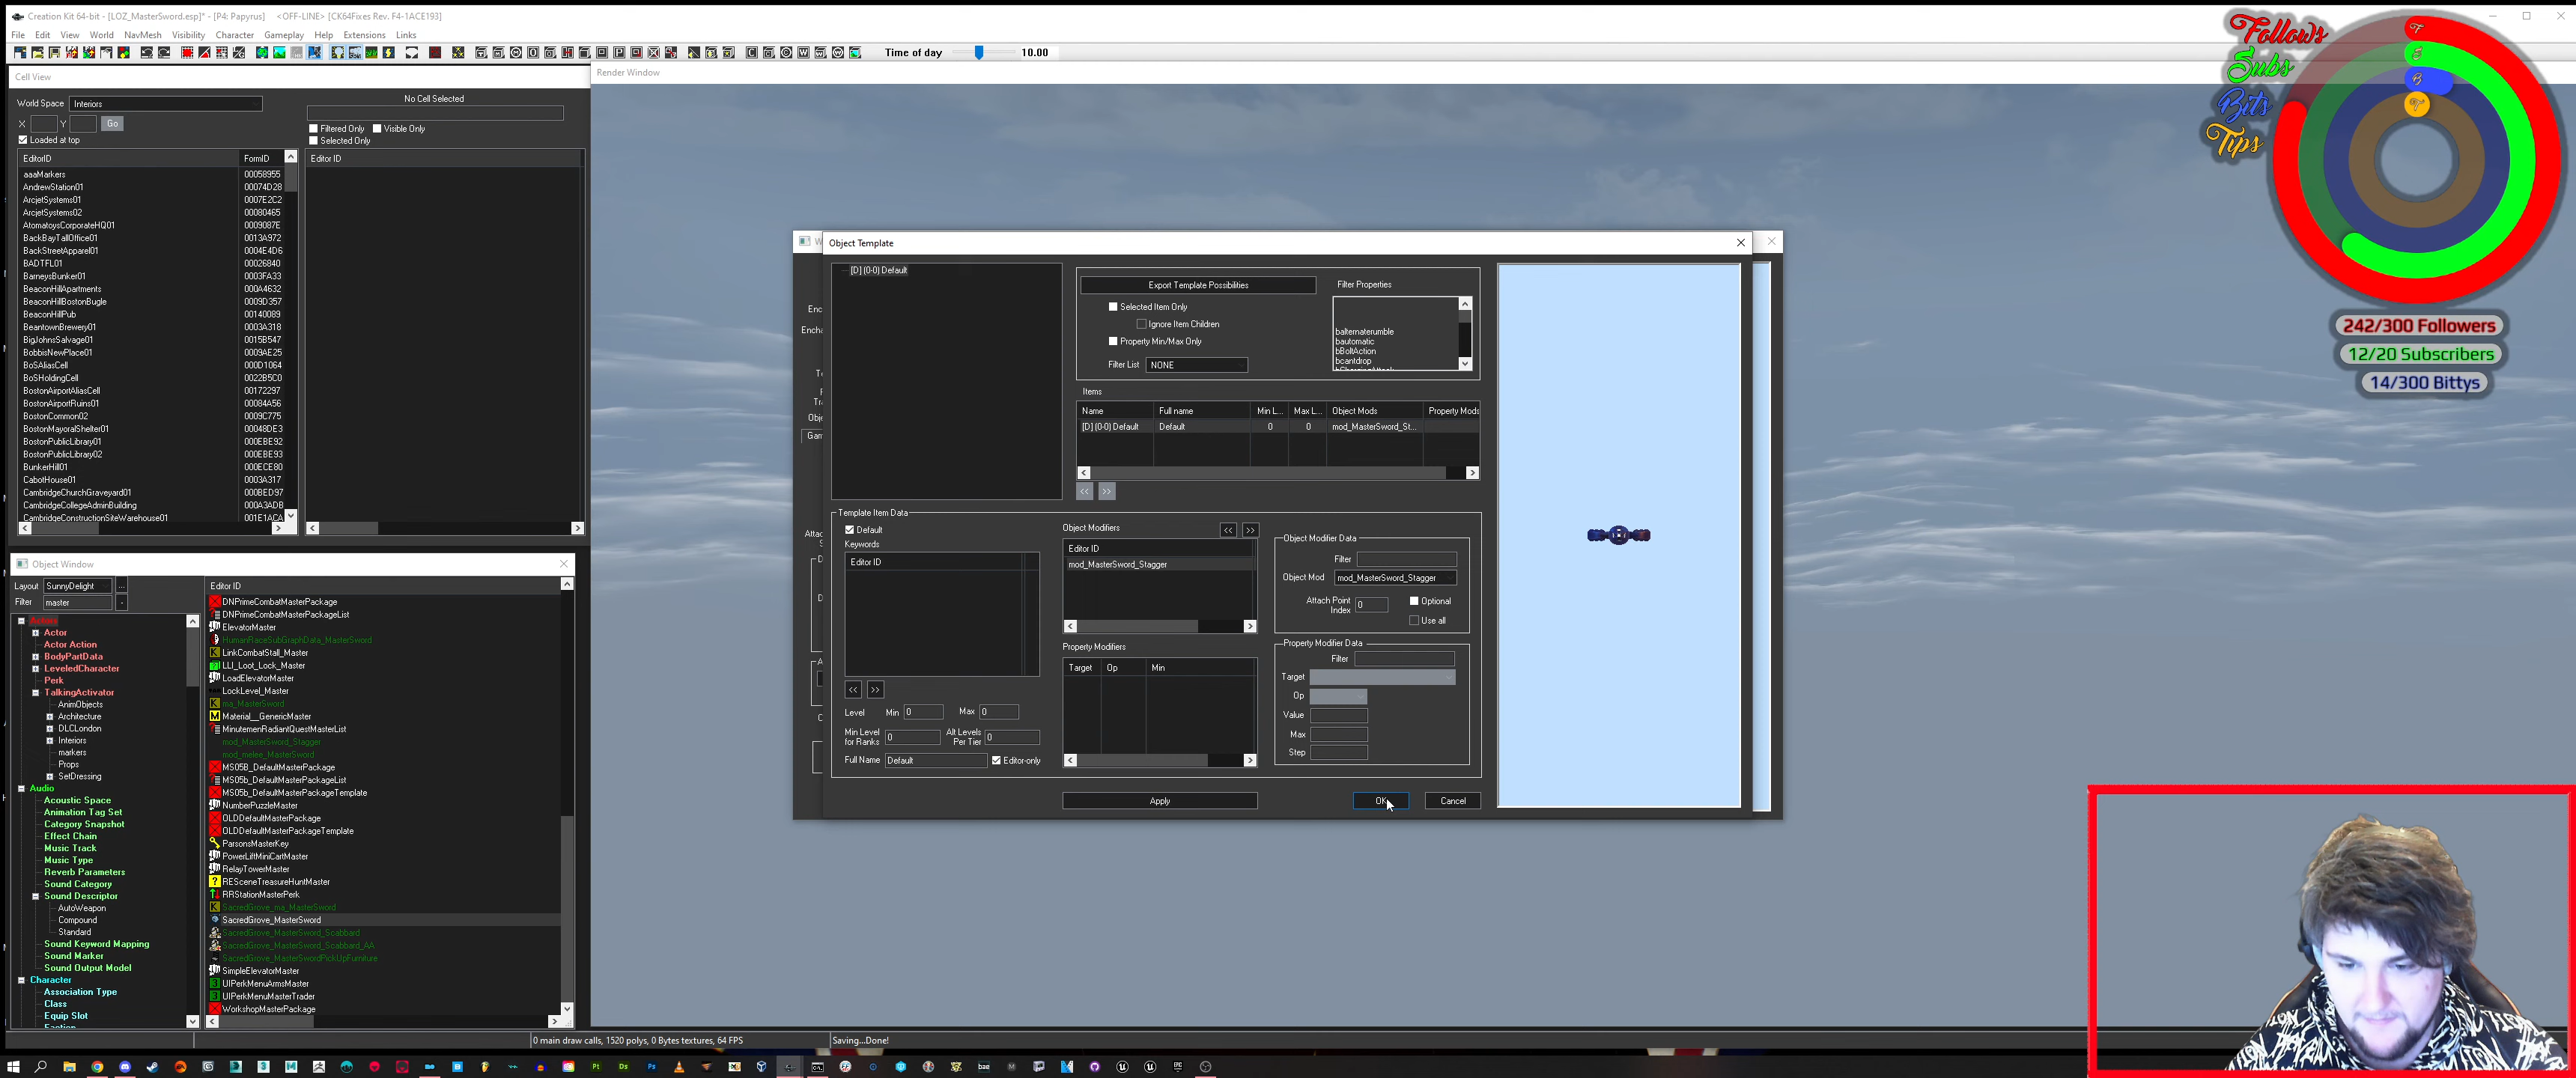 Creation Kit 64-bit - [LOZ_MasterSword.esp]* - [P4: Papyrus] <OFF-LINE> [CK64Fixes Rev. F4-1ACE193]
File Edit View World NavMesh Visibility Character Gameplay Help Extensions Links
Time of day 10.00
Cell View
World Space Interiors
No Cell Selected
X Y Go
Filtered Only Visible Only
Loaded at top
Selected Only
EditorID FormID Editor ID
aaaMarkers 00058955
AndrewStation01 00074D28
ArcjetSystems01 0007E2C2
ArcjetSystems02 00080465
AtomatoysCorporateHQ01 0009087E
BackBayTallOffice01 0013A972
BackStreetApparel01 0004E4D6
BADTFL01 00026840
BarneysBunker01 0003FA33
BeaconHillApartments 000A4632
BeaconHillBostonBugle 0009D357
BeaconHillPub 00140089
BeantownBrewery01 0003A318
BigJohnsSalvage01 0015B547
BobbisNewPlace01 0009AE25
BoSAliasCell 000D1064
BoSHoldingCell 0022B5C0
BostonAirportAliasCell 00172297
BostonAirportRuins01 00084A56
BostonCommon02 0009C775
BostonMayoralShelter01 00048DE3
BostonPublicLibrary01 000EBE92
BostonPublicLibrary02 000EBE93
BunkerHill01 000ECE80
CabotHouse01 0003A317
CambridgeChurchGraveyard01 000BED97
CambridgeCollegeAdminBuilding 000A3ADB
CambridgeConstructionSiteWarehouse01 001E1ACA
Object Window
Layout SunnyDelight ...
Filter master
Editor ID
Actors
Actor
Actor Action
BodyPartData
LeveledCharacter
Perk
TalkingActivator
AnimObjects
Architecture
DLCLondon
Interiors
markers
Props
SetDressing
Audio
Acoustic Space
Animation Tag Set
Category Snapshot
Effect Chain
Music Track
Music Type
Reverb Parameters
Sound Category
Sound Descriptor
AutoWeapon
Compound
Standard
Sound Keyword Mapping
Sound Marker
Sound Output Model
Character
Association Type
Class
Equip Slot
Faction
DNPrimeCombatMasterPackage
DNPrimeCombatMasterPackageList
ElevatorMaster
HumanRaceSubGraphData_MasterSword
LinkCombatStall_Master
LLI_Loot_Lock_Master
LoadElevatorMaster
LockLevel_Master
ma_MasterSword
Material__GenericMaster
MinutemenRadiantQuestMasterList
mod_MasterSword_Stagger
mod_melee_MasterSword
MS05B_DefaultMasterPackage
MS05b_DefaultMasterPackageList
MS05b_DefaultMasterPackageTemplate
NumberPuzzleMaster
OLDDefaultMasterPackage
OLDDefaultMasterPackageTemplate
ParsonsMasterKey
PowerLiftMiniCartMaster
RelayTowerMaster
RESceneTreasureHuntMaster
RRStationMasterPerk
SacredGrove_ma_MasterSword
SacredGrove_MasterSword
SacredGrove_MasterSword_Scabbard
SacredGrove_MasterSword_Scabbard_AA
SacredGrove_MasterSwordPickUpFurniture
SimpleElevatorMaster
UIPerkMenuArmsMaster
UIPerkMenuMasterTrader
WorkshopMasterPackage
0 main draw calls, 1520 polys, 0 Bytes textures, 64 FPS
Saving...Done!
Render Window
Object Template
[D] (0-0) Default
Export Template Possibilities
Selected Item Only
Ignore Item Children
Property Min/Max Only
Filter List NONE
Filter Properties
balternaterumble
bautomatic
bBoltAction
bcantdrop
bChargingAttack
Items
Name Full name Min L... Max L... Object Mods Property Mods
[D] (0-0) Default Default 0 0 mod_MasterSword_St...
<< >>
Template Item Data
Default
Keywords
Editor ID
<< >>
Level Min 0 Max 0
Min Level for Ranks 0 Alt Levels Per Tier 0
Full Name Default Editor-only
Object Modifiers << >>
Editor ID
mod_MasterSword_Stagger
Property Modifiers
Target Op Min
Object Modifier Data
Filter
Object Mod mod_MasterSword_Stagger
Attach Point Index 0
Optional
Use all
Property Modifier Data
Filter
Target
Op
Value
Max
Step
Apply OK Cancel
Follows
Subs
Bits
Tips
242/300 Followers
12/20 Subscribers
14/300 Bittys